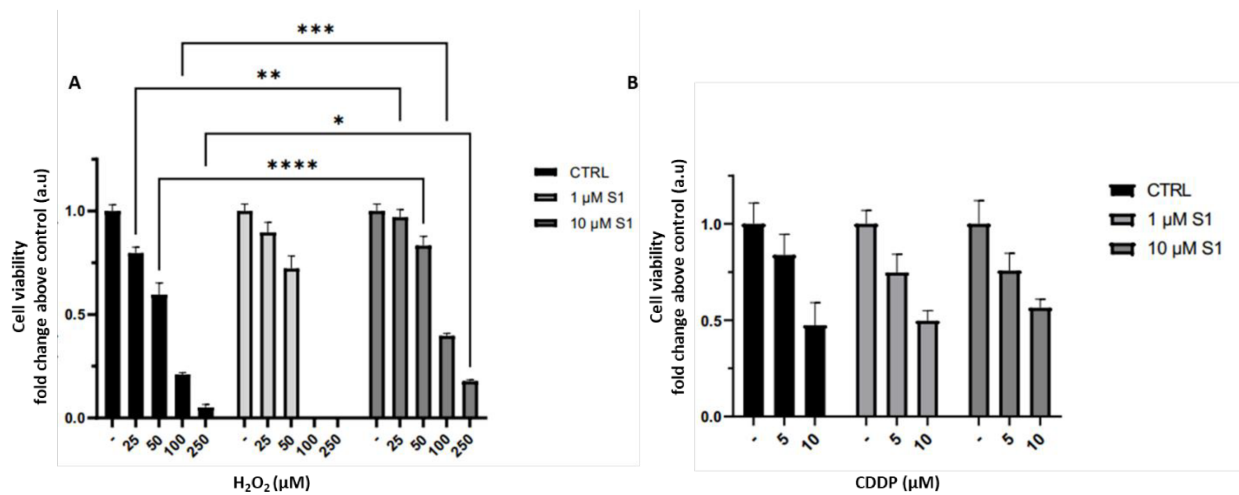 ***
A
**
B
*
****
Cell viability
fold change above control (a.u)
1.0
0.5
0.0
CTRL
1 µM S1
10 µM S1
- 25 50 100 250 - 25 50 100 250 - 25 50 100 250
H₂O₂ (µM)
Cell viability
fold change above control (a.u)
1.0
0.5
0.0
CTRL
1 µM S1
10 µM S1
- 5 10 - 5 10 - 5 10
CDDP (µM)